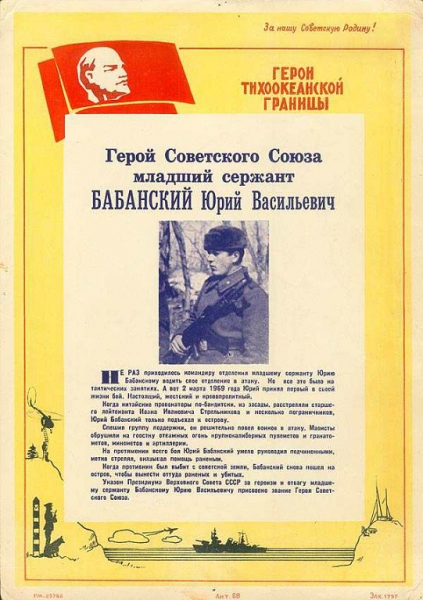 За нашу Советскую Родину!
ГЕРОИ
ТИХООКЕАНСКОЙ
ГРАНИЦЫ
Герой Советского Союза
младший сержант
БАБАНСКИЙ Юрий Васильевич
НЕ РАЗ приходилось командиру отделения младшему сержанту Юрию
Бабанскому водить свое отделение в атаку. Но все это было на
тактических занятиях. А вот 2 марта 1969 года Юрий принял первый в своей
жизни бой. Настоящий, жестокий и кровопролитный.
Когда китайские провокаторы по-бандитски, из засады, расстреляли старше-
го лейтенанта Ивана Ивановича Стрельникова и несколько пограничников,
Юрий Бабанский только подъехал к острову.
Спешив группу поддержки, он решительно повел воинов в атаку. Маоисты
обрушили на горстку отважных огонь крупнокалиберных пулеметов и гранато-
метов, минометов и артиллерии.
На протяжении всего боя Юрий Бабанский умело руководил подчиненными,
метко стрелял, оказывал помощь раненым.
Когда противник был выбит с советской земли, Бабанский снова пошел на
остров, чтобы вынести оттуда раненых и убитых.
Указом Президиума Верховного Совета СССР за героизм и отвагу младше-
му сержанту Бабанскому Юрию Васильевичу присвоено звание Героя Совет-
ского Союза.